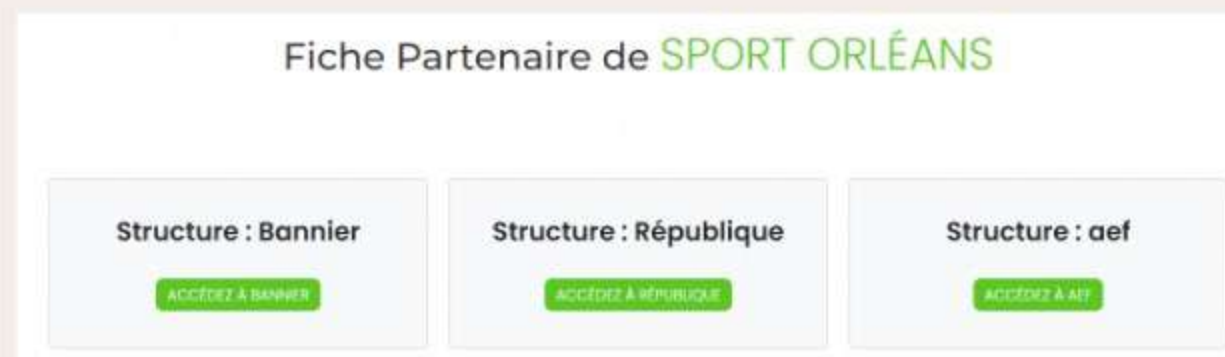 Fiche Partenaire de SPORT ORLÉANS
Structure : Bannier
ACCÉDEZ À BANNIER
Structure : République
ACCÉDEZ À RÉPUBLIQUE
Structure : aef
ACCÉDEZ À AEF